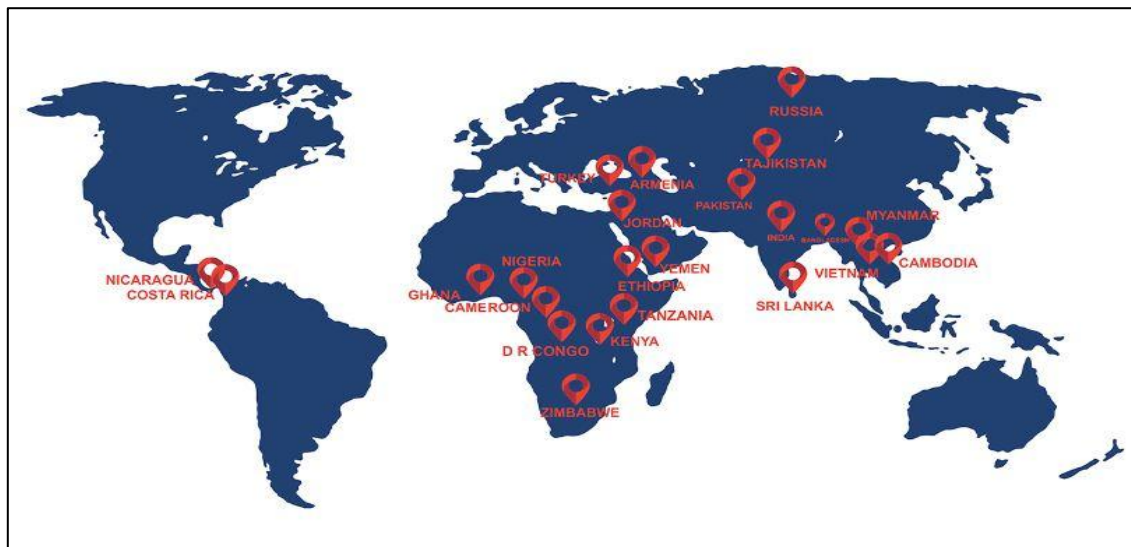 RUSSIA
TAJIKISTAN
TURKEY
ARMENIA
PAKISTAN
JORDAN
MYANMAR
INDIA
BANGLADESH
NIGERIA
YEMEN
VIETNAM
CAMBODIA
NICARAGUA
ETHIOPIA
COSTA RICA
GHANA
CAMEROON
SRI LANKA
TANZANIA
D R CONGO
KENYA
ZIMBABWE